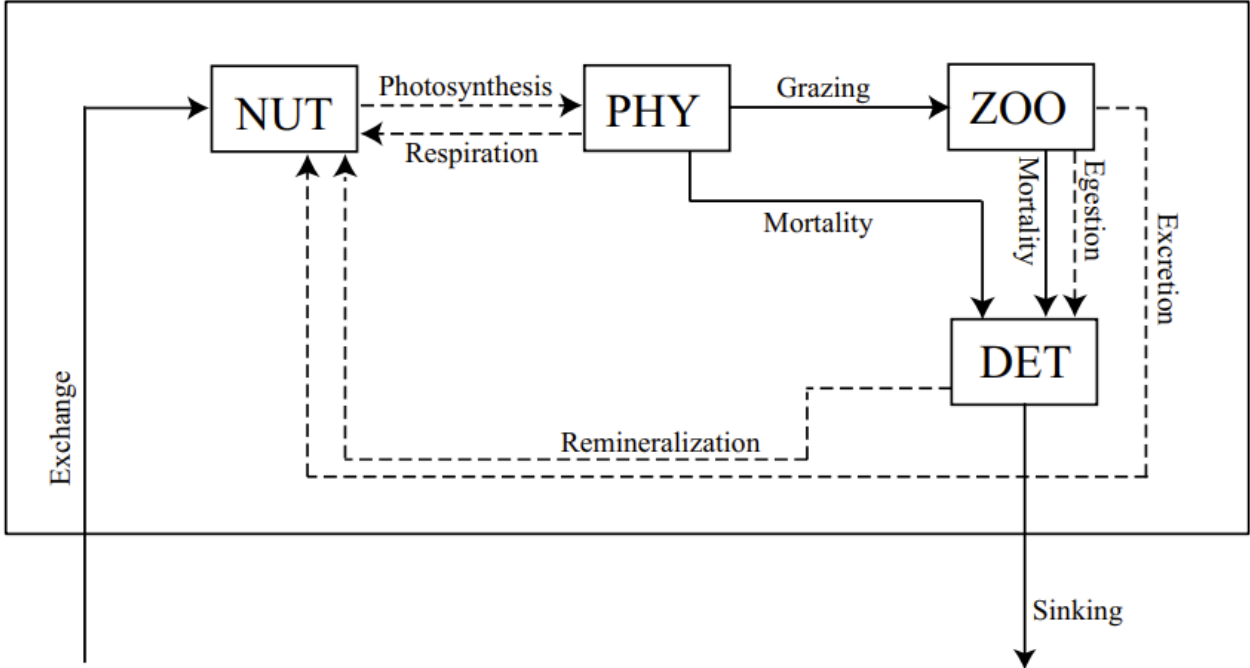 NUT
Photosynthesis
Respiration
PHY
Grazing
ZOO
Mortality
Mortality
Egestion
Excretion
DET
Exchange
Remineralization
Sinking